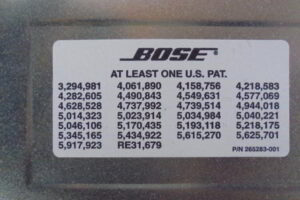 BOSE
AT LEAST ONE U.S. PAT.
3,294,981 4,061,890 4,158,756 4,218,583
4,282,605 4,490,843 4,549,631 4,577,069
4,628,528 4,737,992 4,739,514 4,944,018
5,014,323 5,023,914 5,034,984 5,040,221
5,046,106 5,170,435 5,193,118 5,218,175
5,345,165 5,434,922 5,615,270 5,625,701
5,917,923 RE31,679
P/N 265283-001